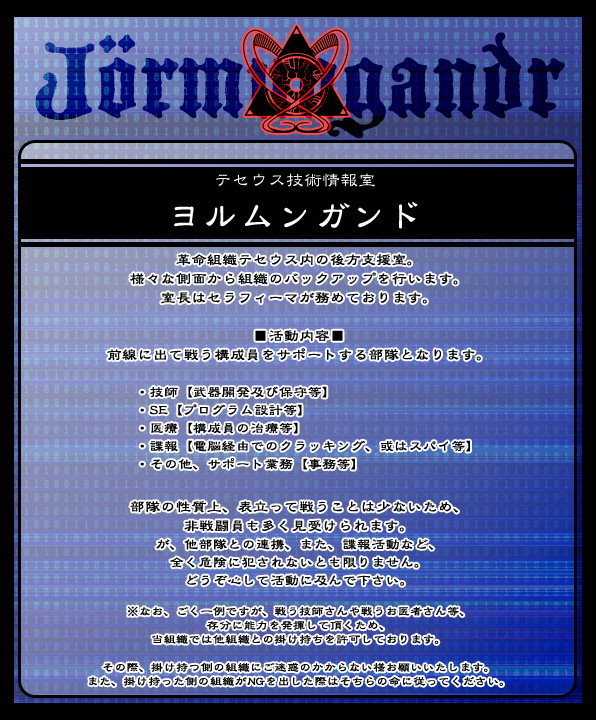 Jörmungandr
テセウス技術情報室
ヨルムンガンド
革命組織テセウス内の後方支援室。
様々な側面から組織のバックアップを行います。
室長はセラフィーマが務めております。
■活動内容■
前線に出て戦う構成員をサポートする部隊となります。
・技師【武器開発及び保守等】
・SE【プログラム設計等】
・医療【構成員の治療等】
・諜報【電脳経由でのクラッキング、或はスパイ等】
・その他、サポート業務【事務等】
部隊の性質上、表立って戦うことは少ないため、
非戦闘員も多く見受けられます。
が、他部隊との連携、また、諜報活動など、
全く危険に犯されないとも限りません。
どうぞ心して活動に及んで下さい。
※なお、ごく一例ですが、戦う技師さんや戦うお医者さん等、
存分に能力を発揮して頂くため、
当組織では他組織との掛け持ちを許可しております。
その際、掛け持つ側の組織にご迷惑のかからない様お願いいたします。
また、掛け持った側の組織がNGを出した際はそちらの命に従ってください。